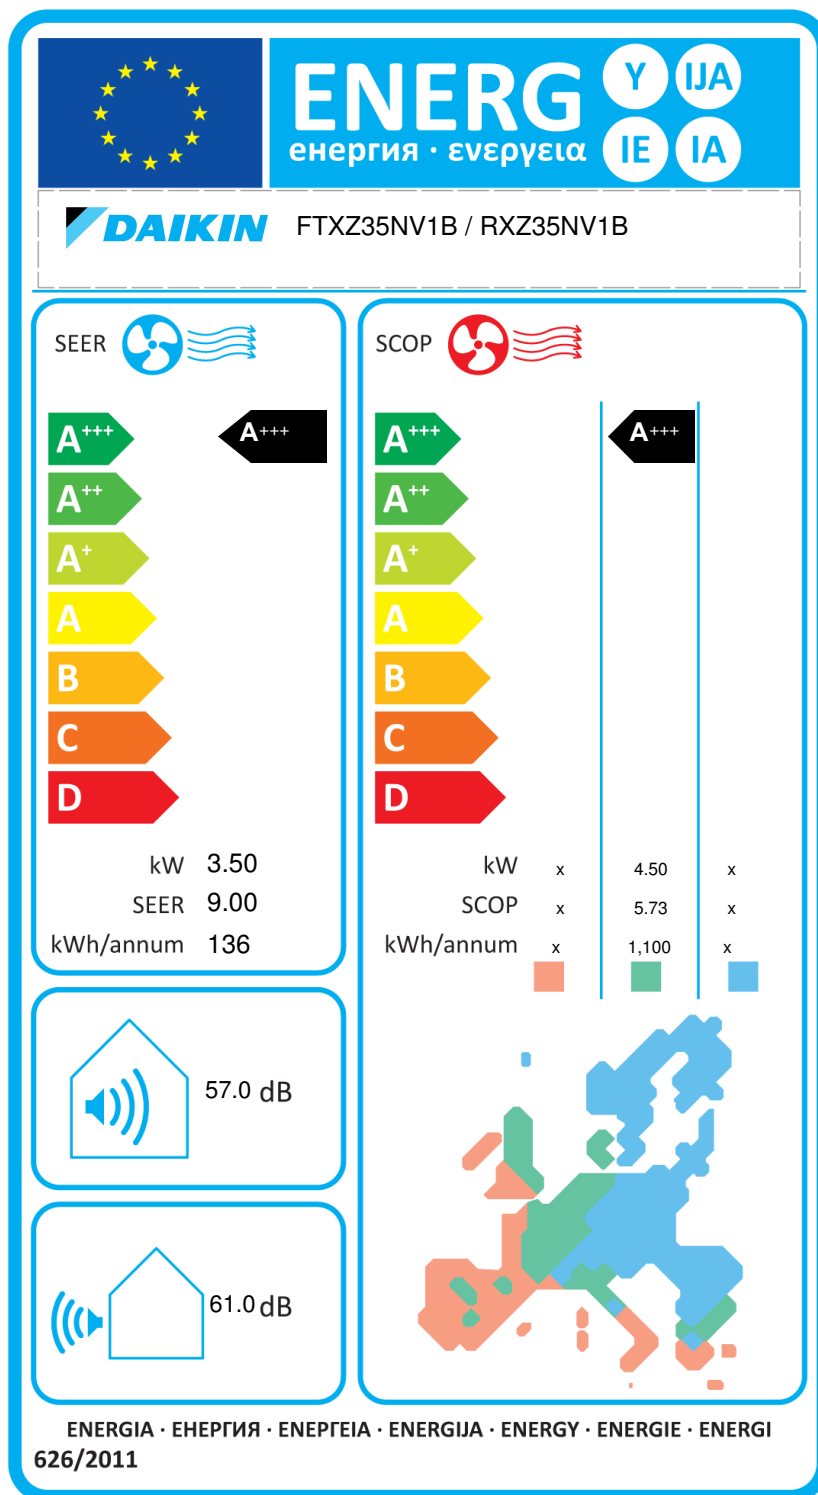 ENERG
енергия · ενεργεια
Y IJA
IE IA
DAIKIN FTXZ35NV1B / RXZ35NV1B
SEER
A+++ A+++
A++
A+
A
B
C
D
kW 3.50
SEER 9.00
kWh/annum 136
SCOP
A+++ A+++
A++
A+
A
B
C
D
kW x 4.50 x
SCOP x 5.73 x
kWh/annum x 1,100 x
57.0 dB
61.0 dB
ENERGIA · ЕНЕРГИЯ · ΕΝΕΡΓΕΙΑ · ENERGIJA · ENERGY · ENERGIE · ENERGI
626/2011